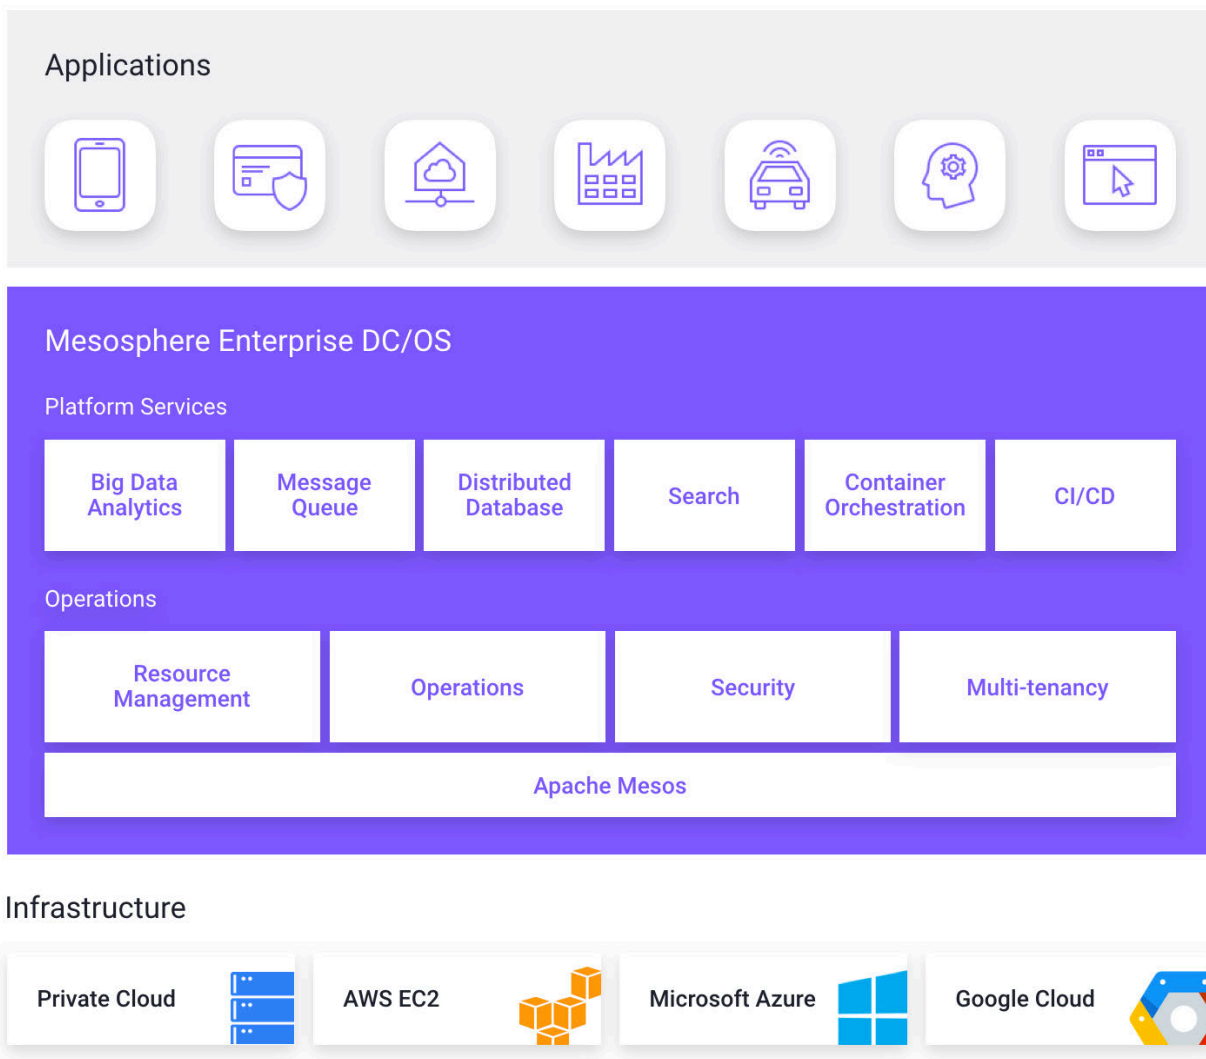 Applications
Mesosphere Enterprise DC/OS
Platform Services
Big Data
Analytics
Message
Queue
Distributed
Database
Search
Container
Orchestration
CI/CD
Operations
Resource
Management
Operations
Security
Multi-tenancy
Apache Mesos
Infrastructure
Private Cloud
AWS EC2
Microsoft Azure
Google Cloud